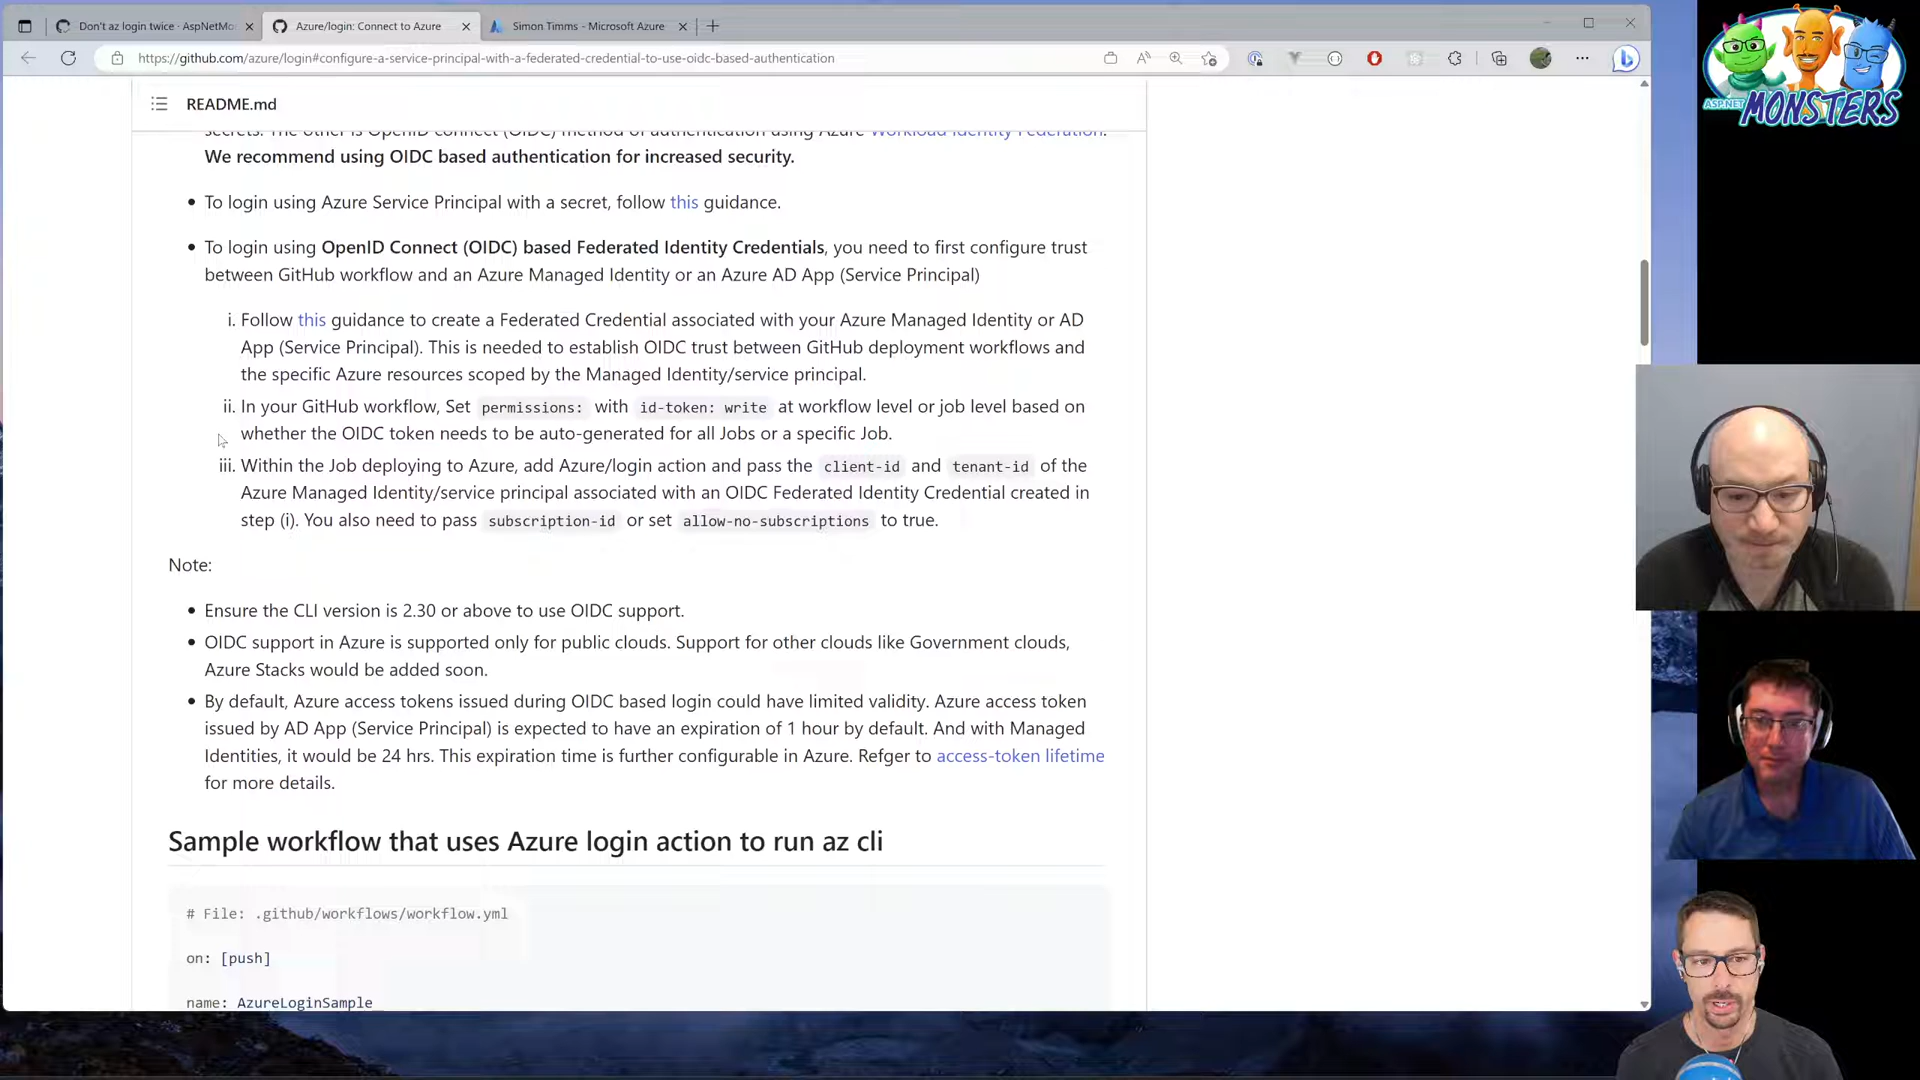 Don't az login twice · AspNetMo
Azure/login: Connect to Azure
Simon Timms - Microsoft Azure
https://github.com/azure/login#configure-a-service-principal-with-a-federated-credential-to-use-oidc-based-authentication
README.md
secrets. The other is OpenID connect (OIDC) method of authentication using Azure Workload Identity Federation.
We recommend using OIDC based authentication for increased security.
• To login using Azure Service Principal with a secret, follow this guidance.
• To login using OpenID Connect (OIDC) based Federated Identity Credentials, you need to first configure trust
between GitHub workflow and an Azure Managed Identity or an Azure AD App (Service Principal)
i. Follow this guidance to create a Federated Credential associated with your Azure Managed Identity or AD
App (Service Principal). This is needed to establish OIDC trust between GitHub deployment workflows and
the specific Azure resources scoped by the Managed Identity/service principal.
ii. In your GitHub workflow, Set permissions: with id-token: write at workflow level or job level based on
whether the OIDC token needs to be auto-generated for all Jobs or a specific Job.
iii. Within the Job deploying to Azure, add Azure/login action and pass the client-id and tenant-id of the
Azure Managed Identity/service principal associated with an OIDC Federated Identity Credential created in
step (i). You also need to pass subscription-id or set allow-no-subscriptions to true.
Note:
• Ensure the CLI version is 2.30 or above to use OIDC support.
• OIDC support in Azure is supported only for public clouds. Support for other clouds like Government clouds,
Azure Stacks would be added soon.
• By default, Azure access tokens issued during OIDC based login could have limited validity. Azure access token
issued by AD App (Service Principal) is expected to have an expiration of 1 hour by default. And with Managed
Identities, it would be 24 hrs. This expiration time is further configurable in Azure. Refger to access-token lifetime
for more details.
Sample workflow that uses Azure login action to run az cli
# File: .github/workflows/workflow.yml
on: [push]
name: AzureLoginSample
ASP.NET
MONSTERS